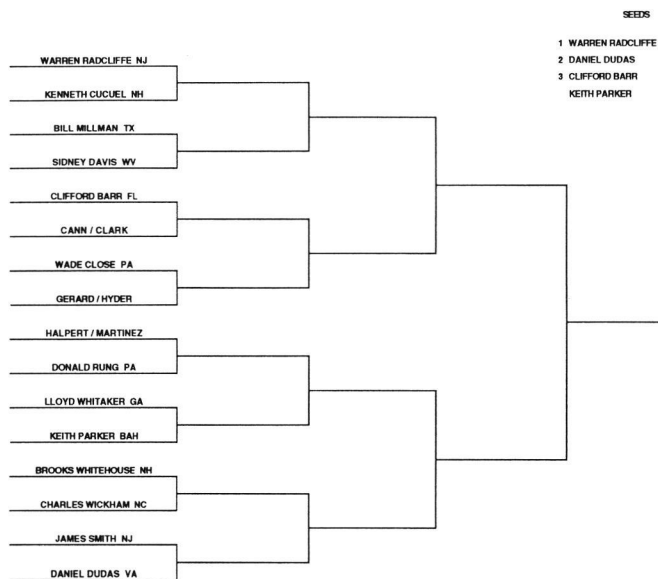 SEEDS
1 WARREN RADCLIFFE
2 DANIEL DUDAS
3 CLIFFORD BARR
KEITH PARKER
WARREN RADCLIFFE NJ
KENNETH CUCUEL NH
BILL MILLMAN TX
SIDNEY DAVIS WV
CLIFFORD BARR FL
CANN / CLARK
WADE CLOSE PA
GERARD / HYDER
HALPERT / MARTINEZ
DONALD RUNG PA
LLOYD WHITAKER GA
KEITH PARKER BAH
BROOKS WHITEHOUSE NH
CHARLES WICKHAM NC
JAMES SMITH NJ
DANIEL DUDAS VA